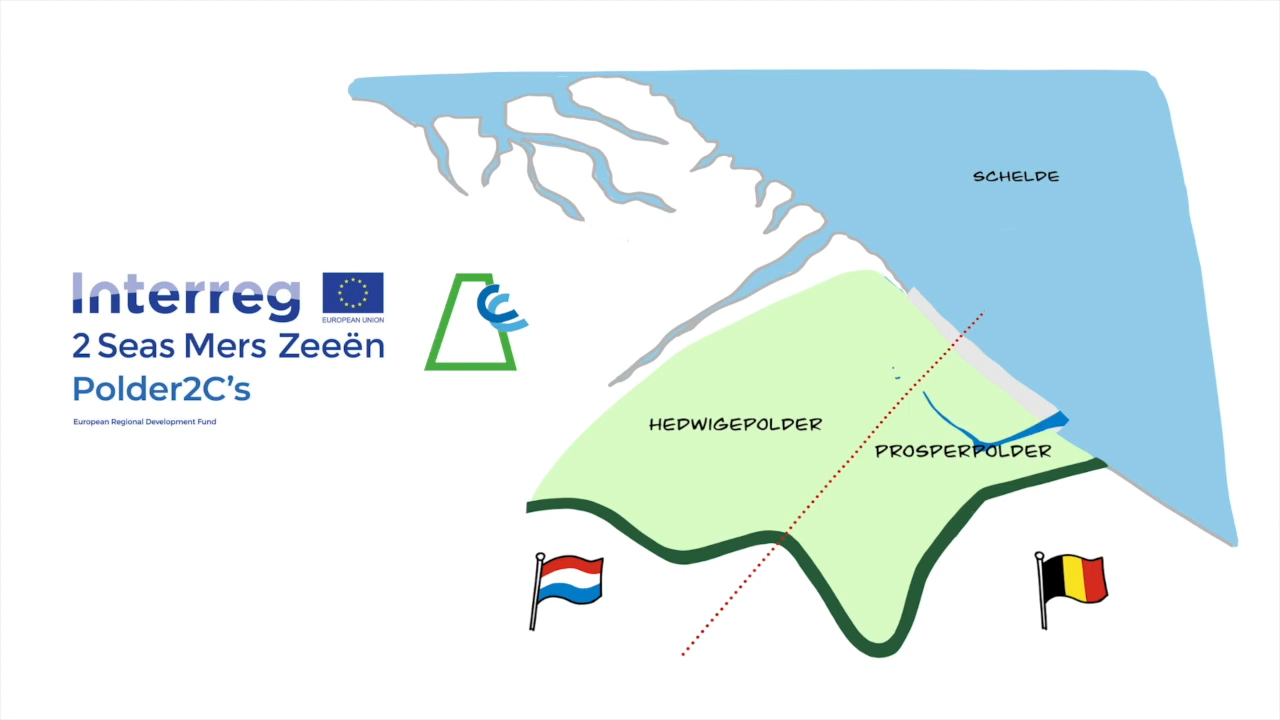 SCHELDE
Interreg
EUROPEAN UNION
2 Seas Mers Zeeën
Polder2C's
European Regional Development Fund
HEDWIGEPOLDER
PROSPERPOLDER